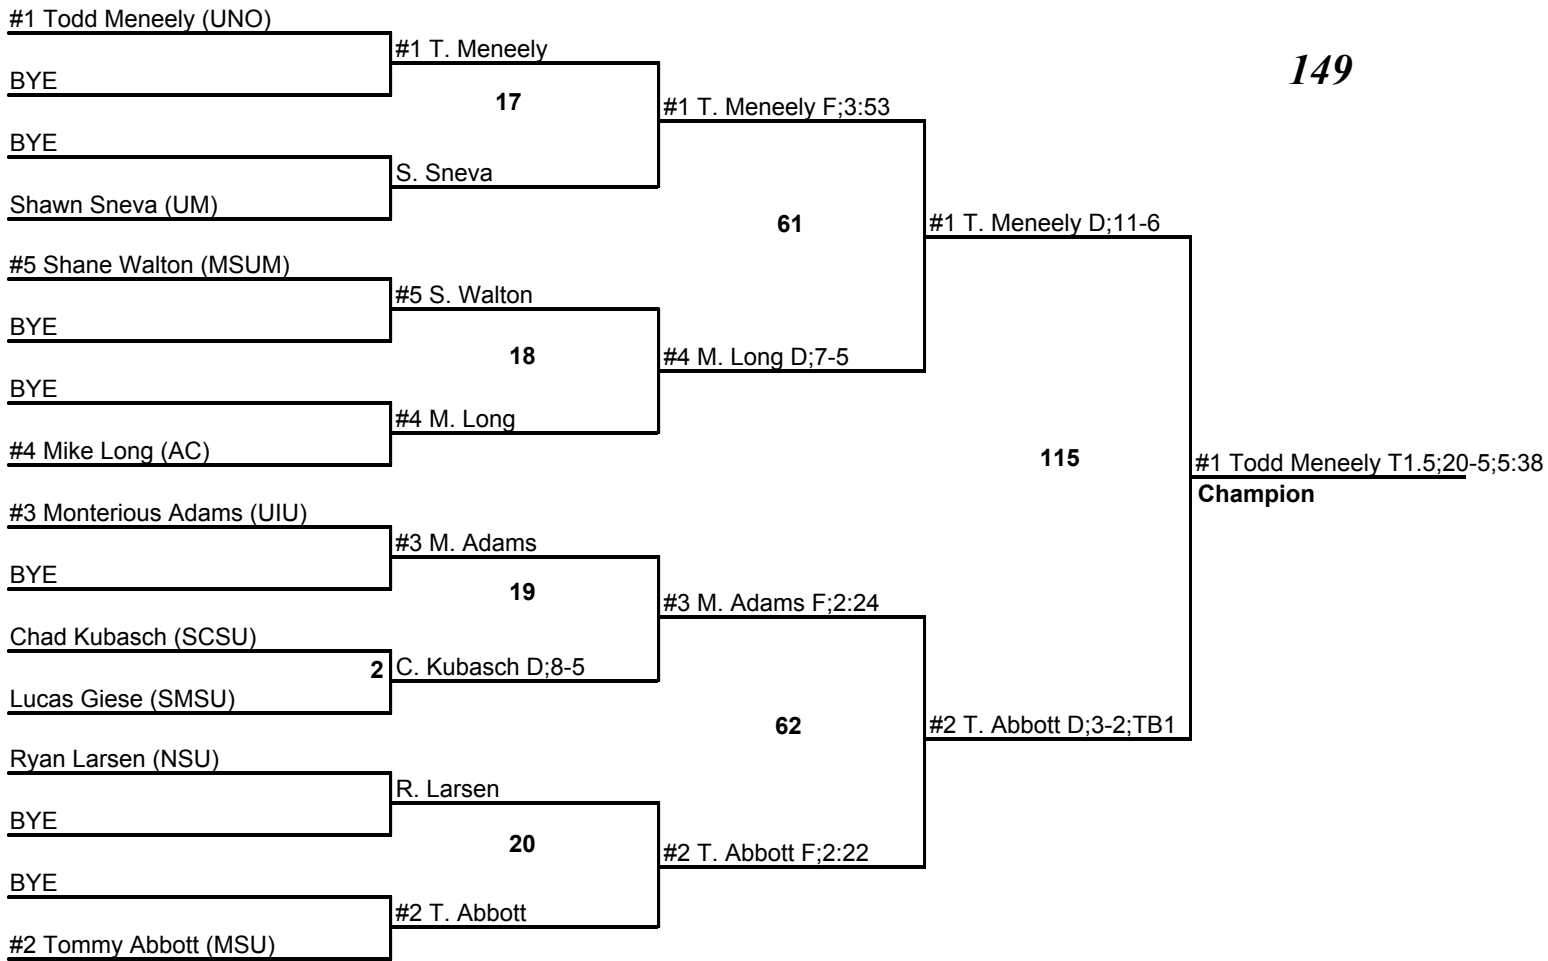 #1 Todd Meneely (UNO)
#1 T. Meneely
149
BYE
17
#1 T. Meneely F;3:53
BYE
S. Sneva
Shawn Sneva (UM)
61
#1 T. Meneely D;11-6
#5 Shane Walton (MSUM)
#5 S. Walton
BYE
18
#4 M. Long D;7-5
BYE
#4 M. Long
#4 Mike Long (AC)
115
#1 Todd Meneely T1.5;20-5;5:38
Champion
#3 Monterious Adams (UIU)
#3 M. Adams
BYE
19
#3 M. Adams F;2:24
Chad Kubasch (SCSU)
2
C. Kubasch D;8-5
Lucas Giese (SMSU)
62
#2 T. Abbott D;3-2;TB1
Ryan Larsen (NSU)
R. Larsen
BYE
20
#2 T. Abbott F;2:22
BYE
#2 T. Abbott
#2 Tommy Abbott (MSU)